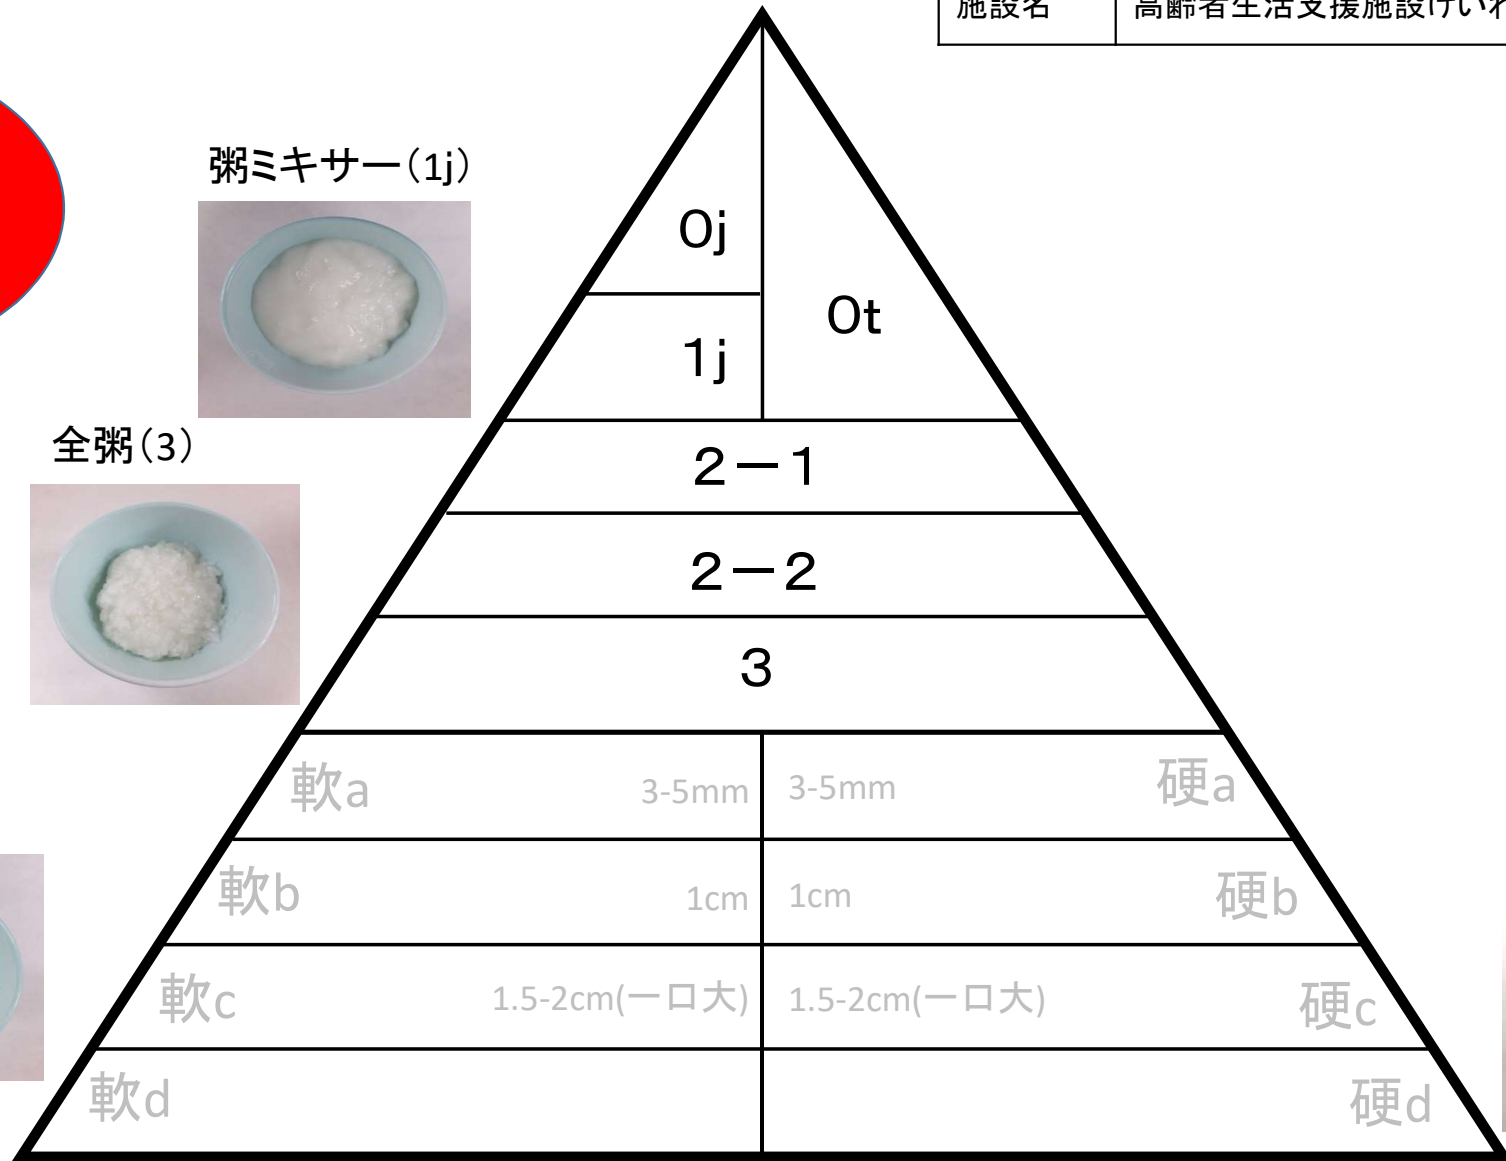 施設名
高齢者生活支援施設けいわ
粥ミキサー（1j）
0j
0t
1j
全粥（3）
2－1
2－2
3
軟a 3-5mm 3-5mm 硬a
軟b 1cm 1cm 硬b
軟c 1.5-2cm(一口大) 1.5-2cm(一口大) 硬c
軟d 硬d